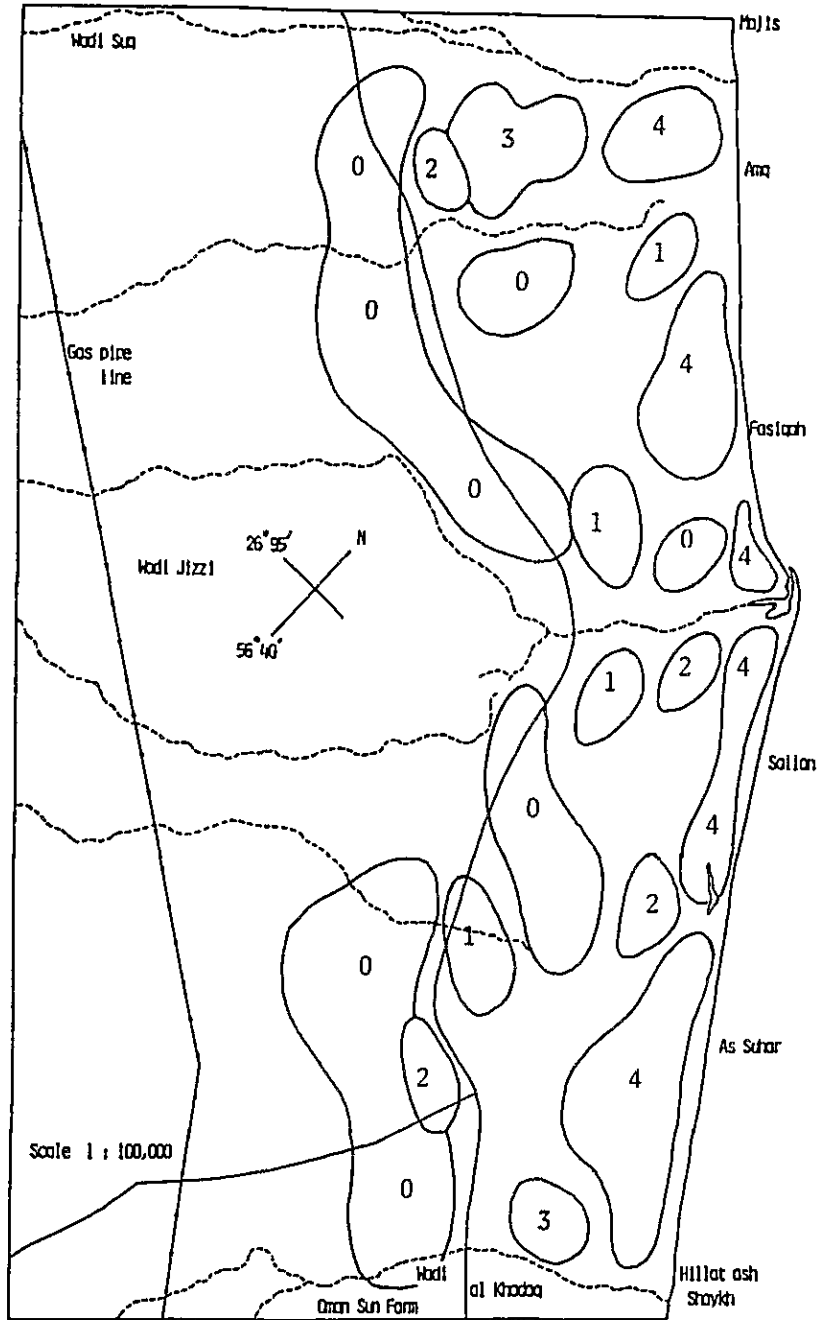 Majis
Wadi Suq
3
4
0
2
Amq
1
0
0
Gas pipe
line
4
Fasiqah
0
1
0
4
26°95' N
Wadi Jizzi
56°40'
1
2
4
Sallan
0
4
2
1
0
As Suhar
2
4
Scale 1 : 100,000
0
3
Wadi
al Khadaq
Hillat ash
Shaykh
Oman Sun Farm